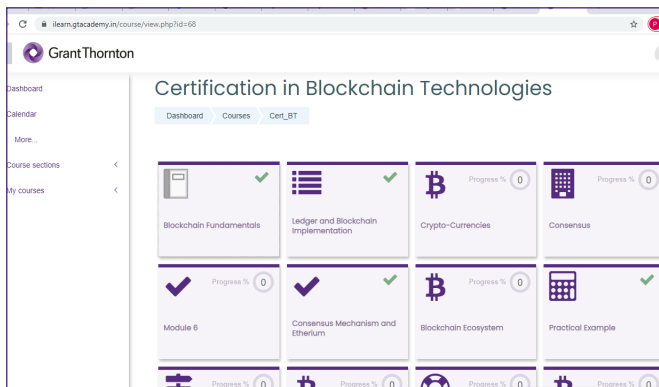 ilearn.gtacademy.in/course/view.php?id=68
P
Grant Thornton
Dashboard
Calendar
More...
Course sections
My courses
Certification in Blockchain Technologies
Dashboard Courses Cert_BT
Blockchain Fundamentals
Ledger and Blockchain
Implementation
Progress % 0
Crypto-Currencies
Progress % 0
Consensus
Progress % 0
Module 6
Consensus Mechanism and
Etherium
Progress % 0
Blockchain Ecosystem
Practical Example
Progress % 0
Progress % 0
Progress % 0
Progress % 0